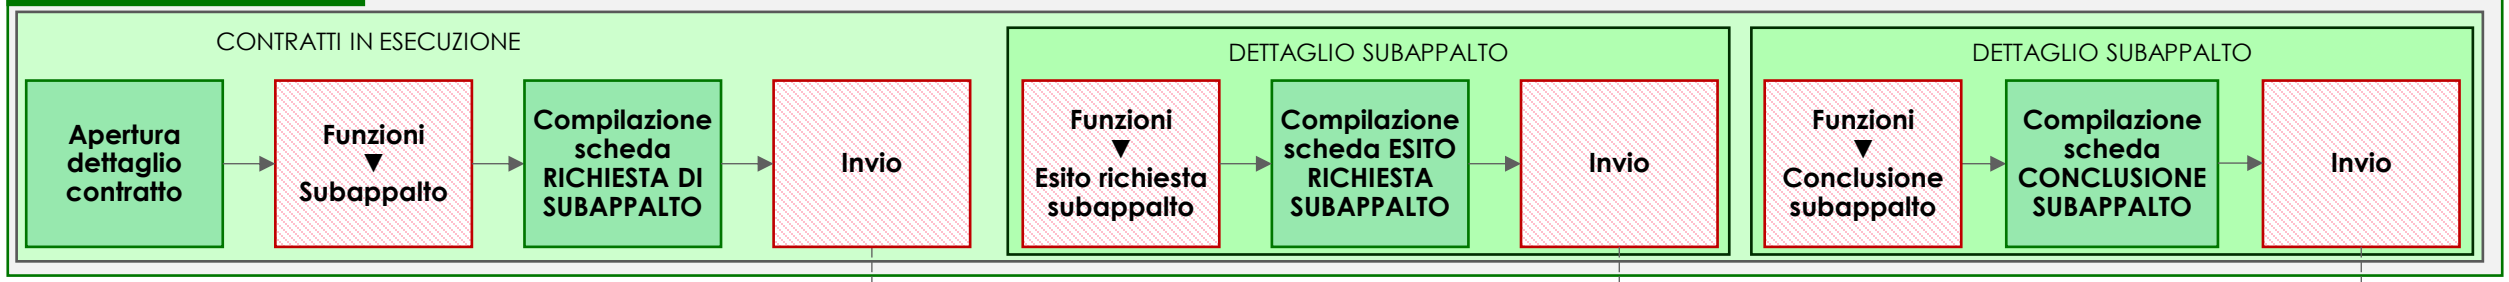 CONTRATTI IN ESECUZIONE
Apertura
dettaglio
contratto
Funzioni
▼
Subappalto
Compilazione
scheda
RICHIESTA DI
SUBAPPALTO
Invio
DETTAGLIO SUBAPPALTO
Funzioni
▼
Esito richiesta
subappalto
Compilazione
scheda ESITO
RICHIESTA
SUBAPPALTO
Invio
DETTAGLIO SUBAPPALTO
Funzioni
▼
Conclusione
subappalto
Compilazione
scheda
CONCLUSIONE
SUBAPPALTO
Invio